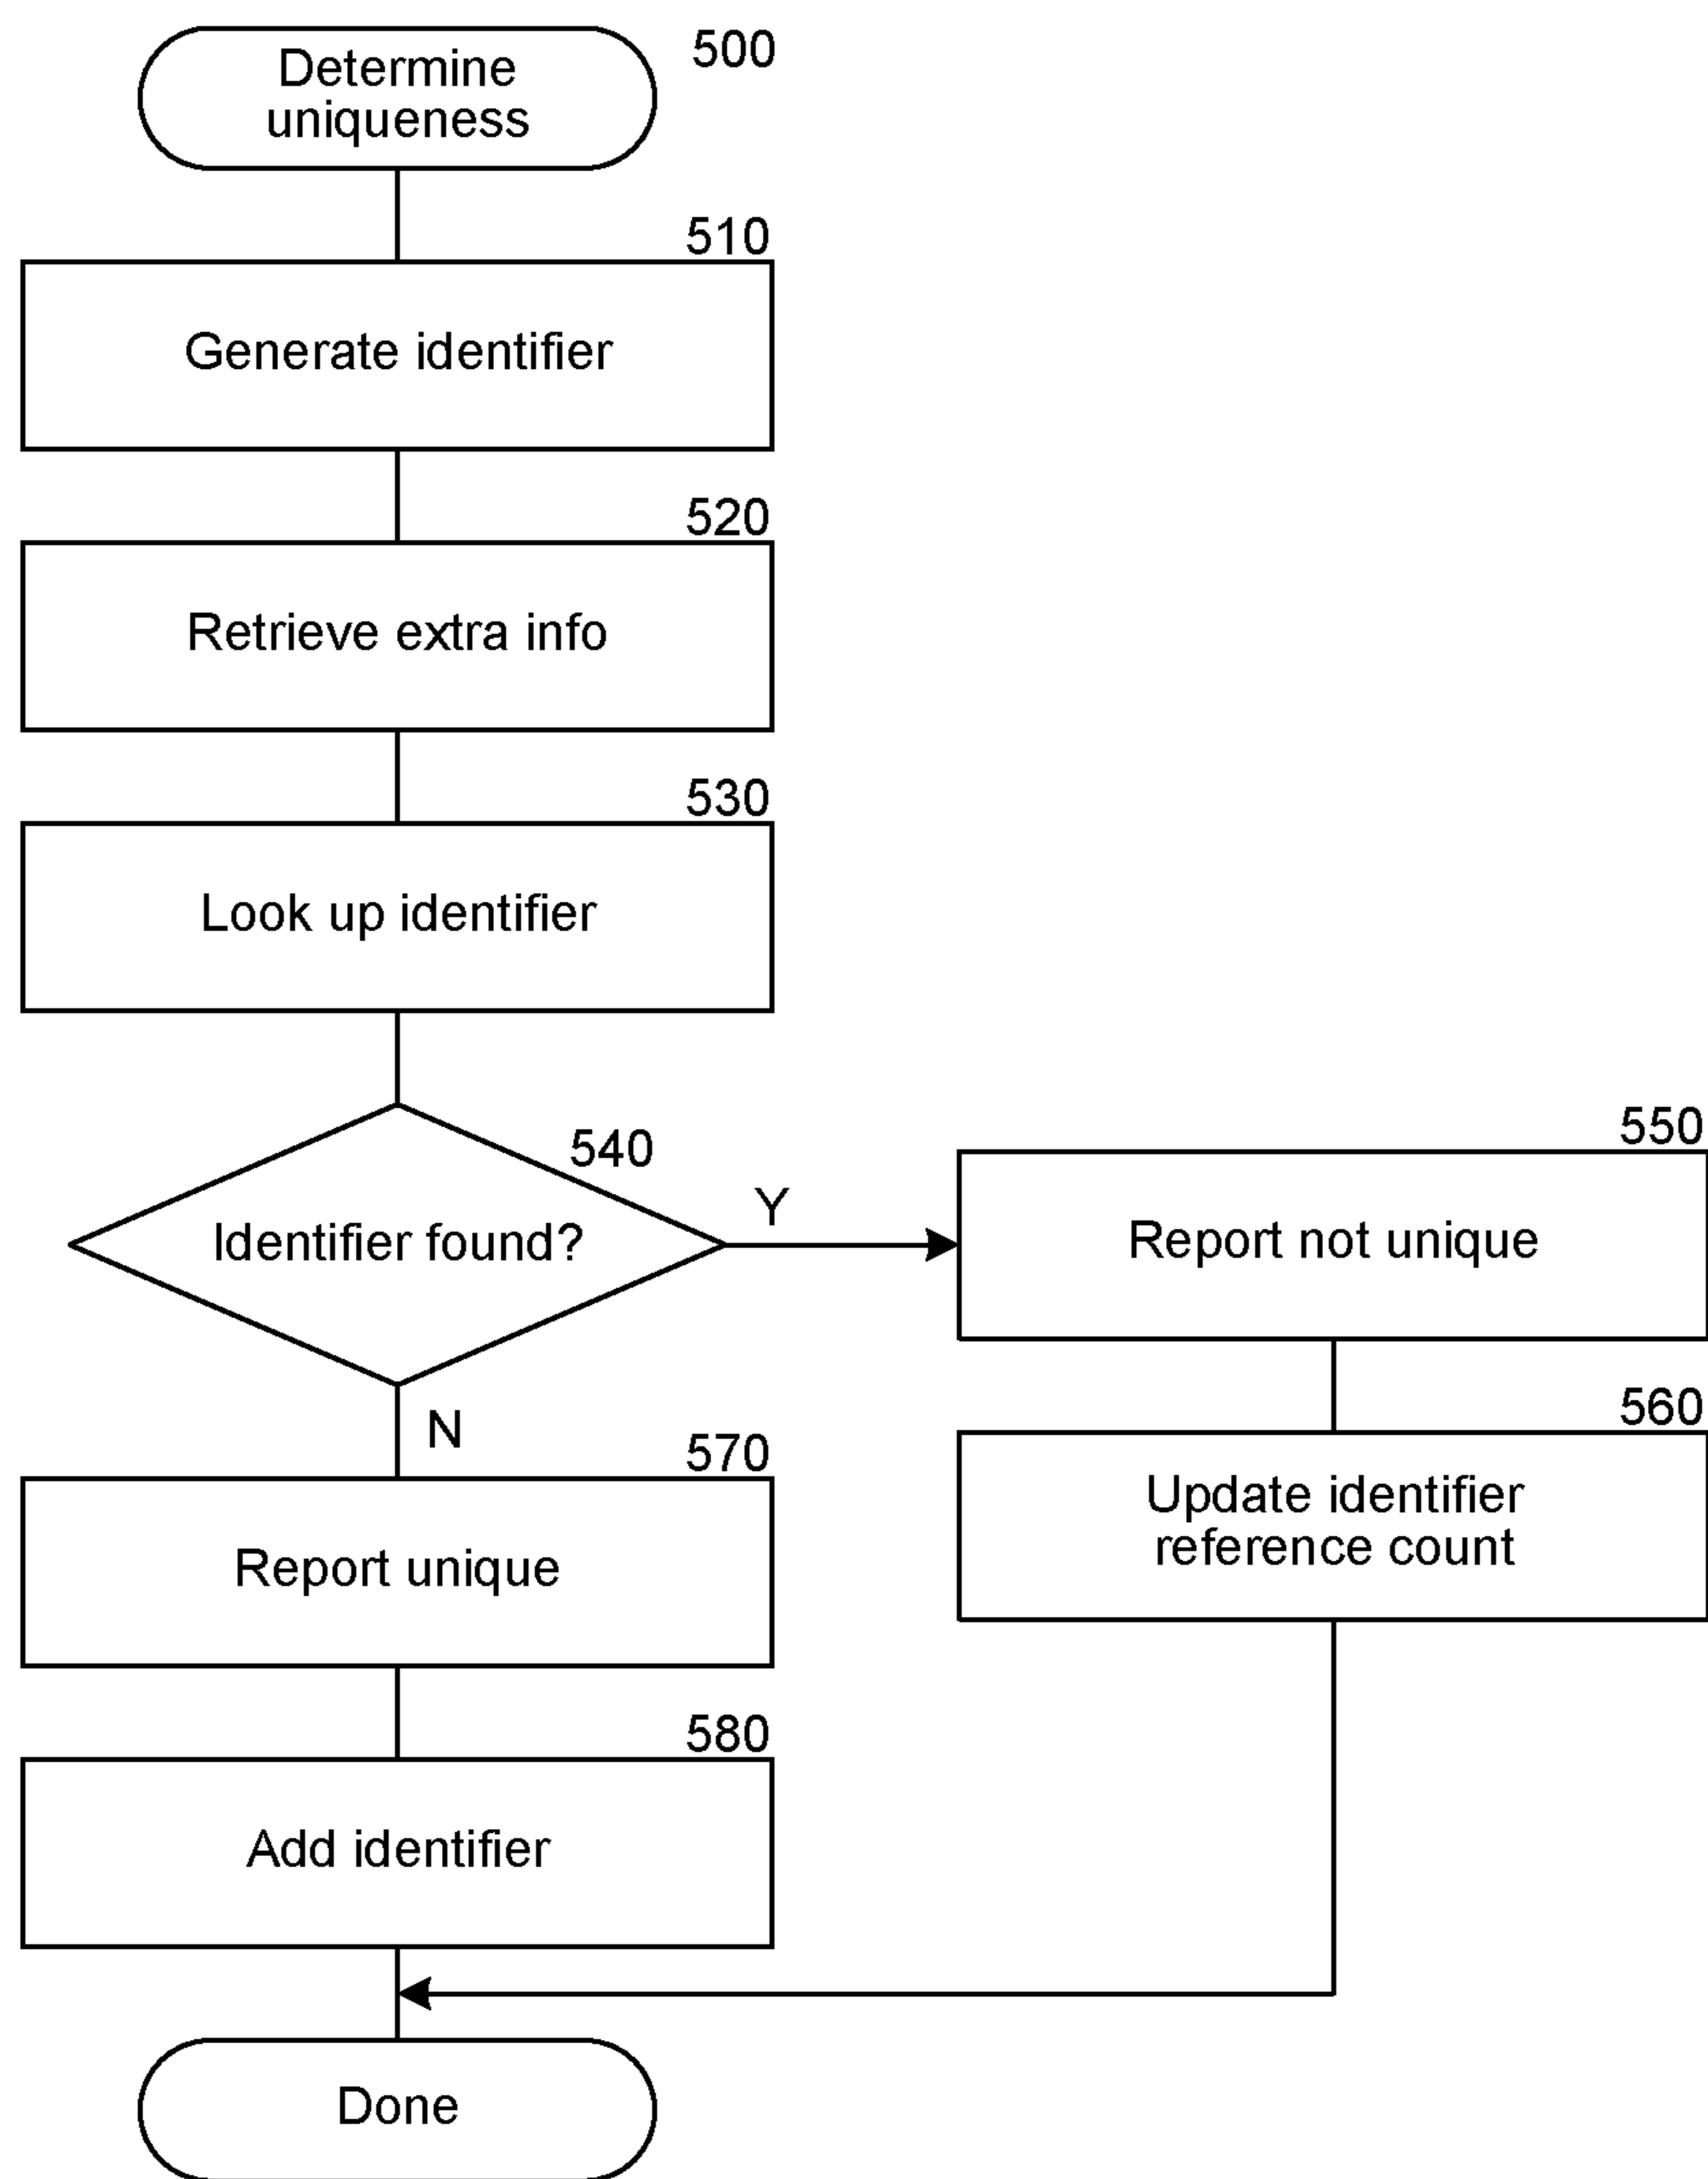 Determine
uniqueness
500
510
Generate identifier
520
Retrieve extra info
530
Look up identifier
540
Identifier found?
Y
550
Report not unique
560
Update identifier
reference count
N
570
Report unique
580
Add identifier
Done